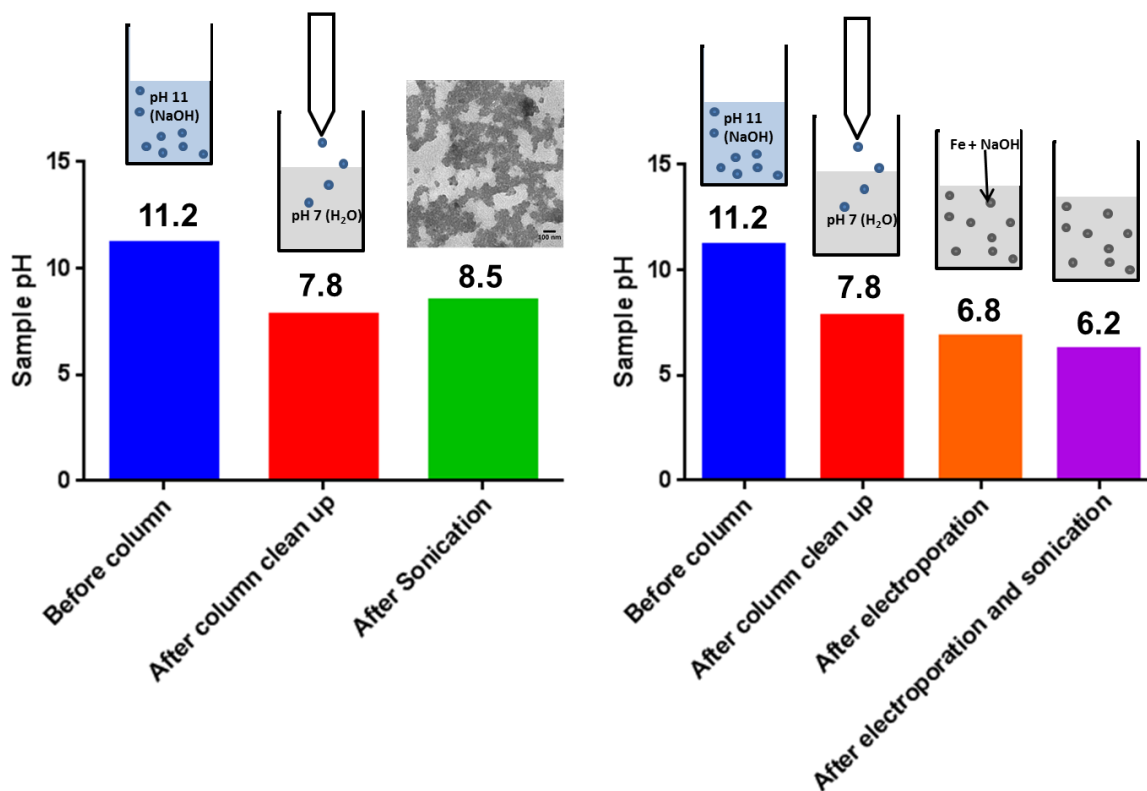 pH 11
(NaOH)
pH 7 (H₂O)
100 nm
Sample pH
15
10
5
0
11.2
7.8
8.5
Before column
After column clean up
After Sonication
pH 11
(NaOH)
pH 7 (H₂O)
Fe + NaOH
Sample pH
15
10
5
0
11.2
7.8
6.8
6.2
Before column
After column clean up
After electroporation
After electroporation and sonication